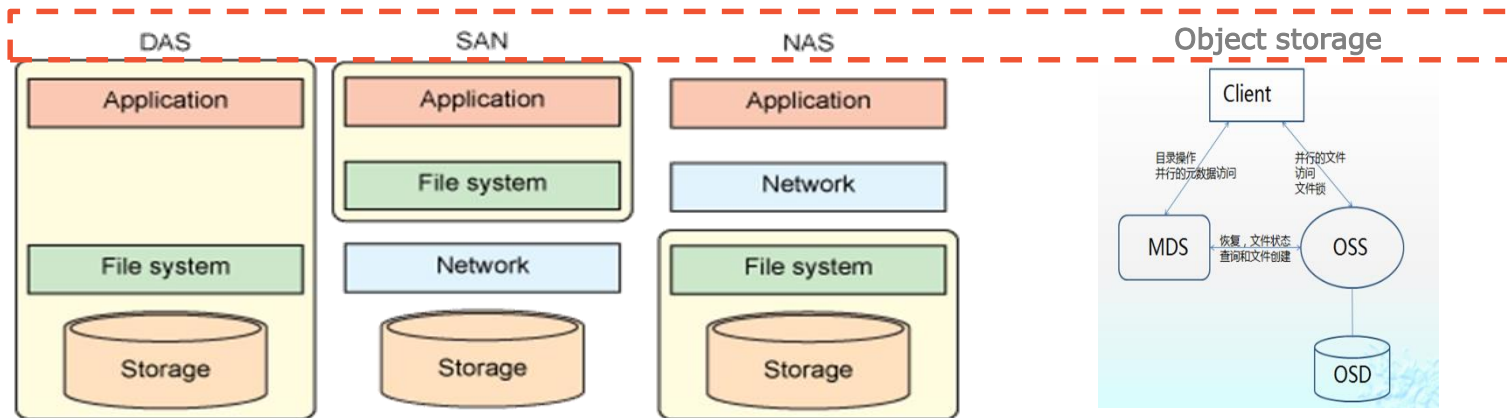 DAS
SAN
NAS
Object storage
Application
File system
Storage
Application
File system
Network
Storage
Application
Network
File system
Storage
Client
目录操作
并行的元数据访问
并行的文件
访问
文件锁
MDS
恢复，文件状态
查询和文件创建
OSS
OSD